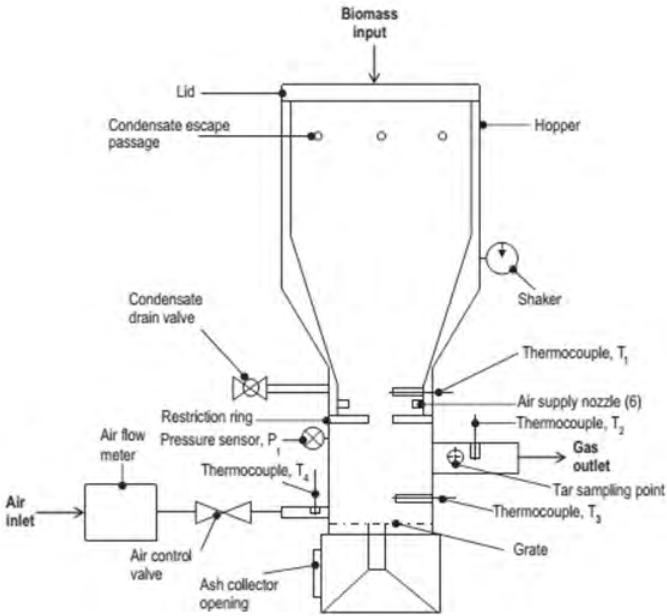 Biomass
input
Lid
Condensate escape
passage
Hopper
Shaker
Condensate
drain valve
Thermocouple, T1
Air supply nozzle (6)
Restriction ring
Thermocouple, T2
Pressure sensor, P1
Air flow
meter
Gas
outlet
Thermocouple, T4
Tar sampling point
Air
inlet
Thermocouple, T3
Air control
valve
Grate
Ash collector
opening